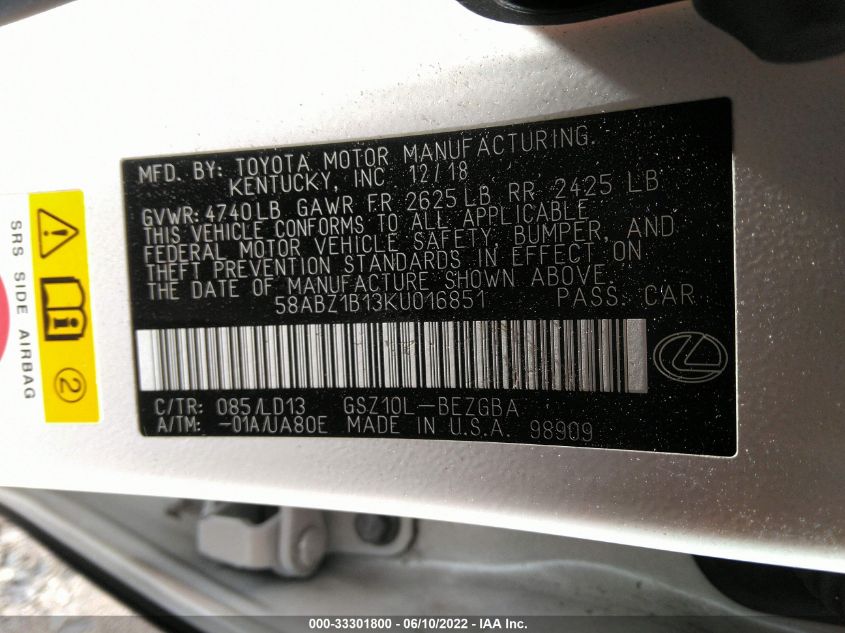 MFD. BY: TOYOTA MOTOR MANUFACTURING.
KENTUCKY, INC 12/18
GVWR: 4740LB GAWR FR 2625LB RR 2425 LB
THIS VEHICLE CONFORMS TO ALL APPLICABLE
FEDERAL MOTOR VEHICLE SAFETY, BUMPER, AND
THEFT PREVENTION STANDARDS IN EFFECT ON
THE DATE OF MANUFACTURE SHOWN ABOVE.
58ABZ1B13KU016851 PASS. CAR
C/TR: 085/LD13 GSZ10L-BEZGBA
A/TM: -01A/UA80E MADE IN U.S.A. 98909
SRS SIDE AIRBAG
2
000-33301800 - 06/10/2022 - IAA Inc.